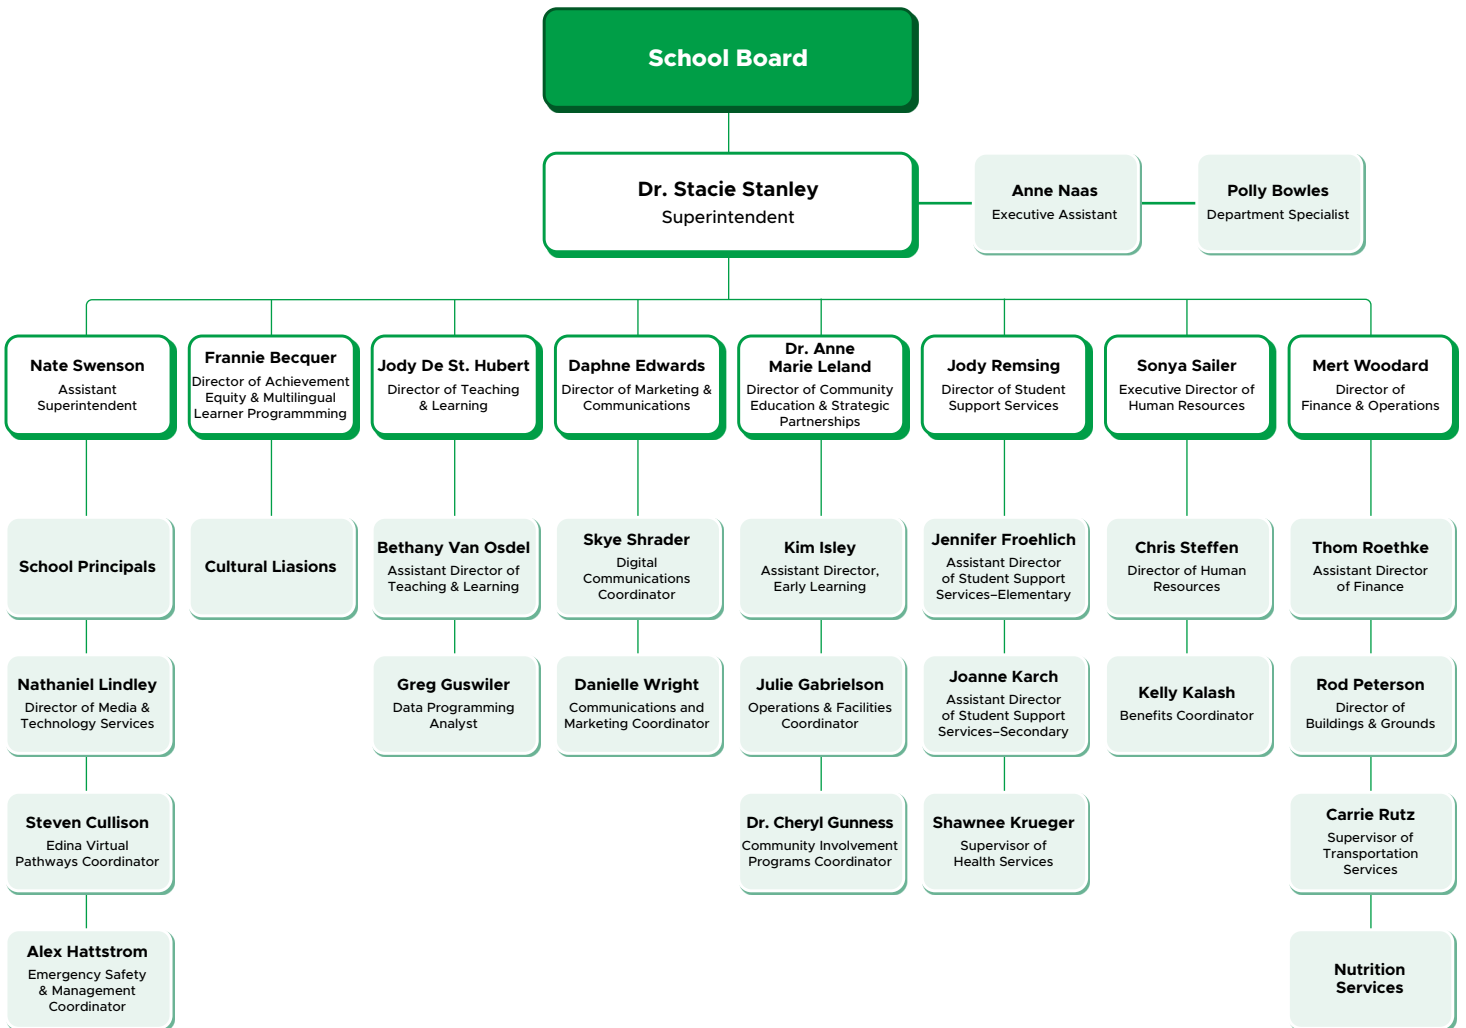 School Board
Dr. Stacie Stanley
Superintendent
Anne Naas
Executive Assistant
Polly Bowles
Department Specialist
Nate Swenson
Assistant
Superintendent
Frannie Becquer
Director of Achievement
Equity & Multilingual
Learner Programmming
Jody De St. Hubert
Director of Teaching
& Learning
Daphne Edwards
Director of Marketing &
Communications
Dr. Anne
Marie Leland
Director of Community
Education & Strategic
Partnerships
Jody Remsing
Director of Student
Support Services
Sonya Sailer
Executive Director of
Human Resources
Mert Woodard
Director of
Finance & Operations
School Principals
Cultural Liasions
Bethany Van Osdel
Assistant Director of
Teaching & Learning
Skye Shrader
Digital
Communications
Coordinator
Kim Isley
Assistant Director,
Early Learning
Jennifer Froehlich
Assistant Director
of Student Support
Services–Elementary
Chris Steffen
Director of Human
Resources
Thom Roethke
Assistant Director
of Finance
Nathaniel Lindley
Director of Media &
Technology Services
Greg Guswiler
Data Programming
Analyst
Danielle Wright
Communications and
Marketing Coordinator
Julie Gabrielson
Operations & Facilities
Coordinator
Joanne Karch
Assistant Director
of Student Support
Services–Secondary
Kelly Kalash
Benefits Coordinator
Rod Peterson
Director of
Buildings & Grounds
Steven Cullison
Edina Virtual
Pathways Coordinator
Dr. Cheryl Gunness
Community Involvement
Programs Coordinator
Shawnee Krueger
Supervisor of
Health Services
Carrie Rutz
Supervisor of
Transportation
Services
Alex Hattstrom
Emergency Safety
& Management
Coordinator
Nutrition
Services